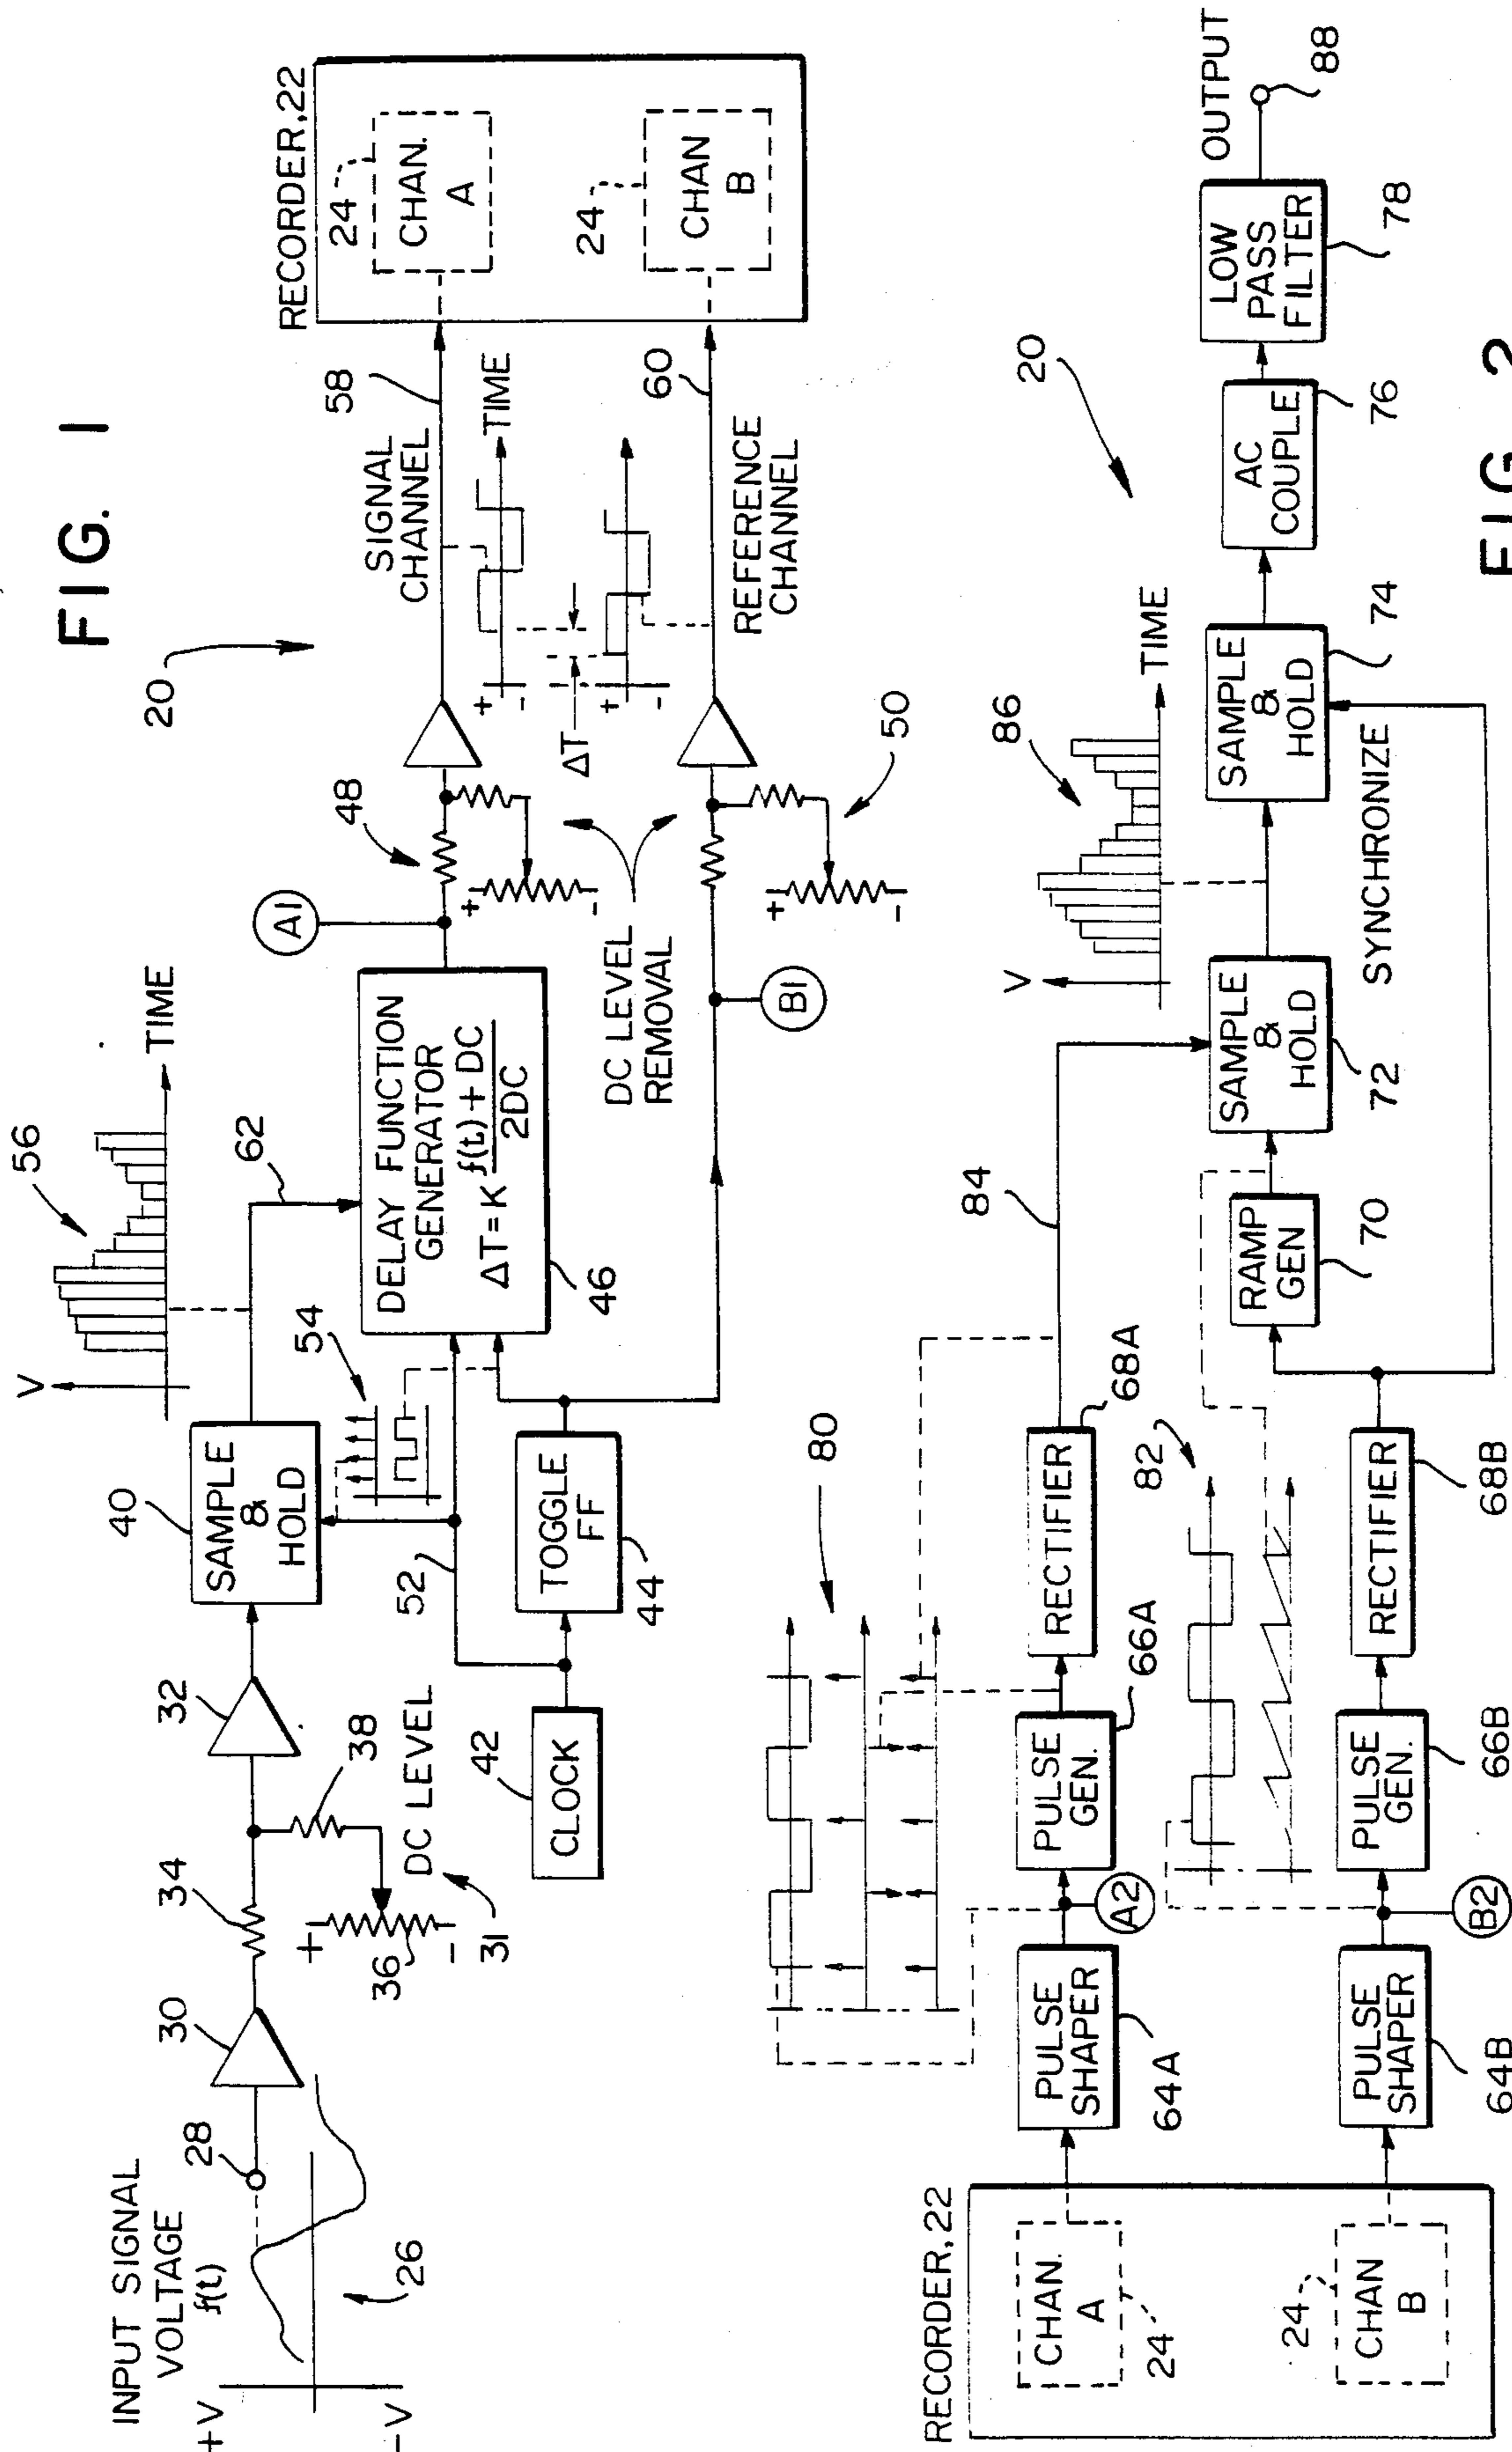 FIG. 1
INPUT SIGNAL
VOLTAGE
f(t)
+V
-V
26
28
30
34
32
38
36
+
-
31
DC LEVEL
40
SAMPLE
&
HOLD
42
CLOCK
52
TOGGLE
FF
44
54
V
56
TIME
62
DELAY FUNCTION
GENERATOR
ΔT = K f(t) + DC
2DC
46
A1
B1
48
+
-
DC LEVEL
REMOVAL
50
+
-
20
SIGNAL
CHANNEL
58
+
-
TIME
ΔT
+
-
REFERENCE
CHANNEL
60
RECORDER, 22
24
CHAN.
A
24
CHAN
B
FIG. 2
RECORDER, 22
CHAN.
A
24
24
CHAN
B
PULSE
SHAPER
64A
PULSE
SHAPER
64B
A2
B2
80
PULSE
GEN.
66A
PULSE
GEN.
66B
82
RECTIFIER
68A
RECTIFIER
68B
84
RAMP
GEN
70
SAMPLE
&
HOLD
72
V
86
TIME
SYNCHRONIZE
SAMPLE
&
HOLD
74
20
AC
COUPLE
76
LOW
PASS
FILTER
78
OUTPUT
88